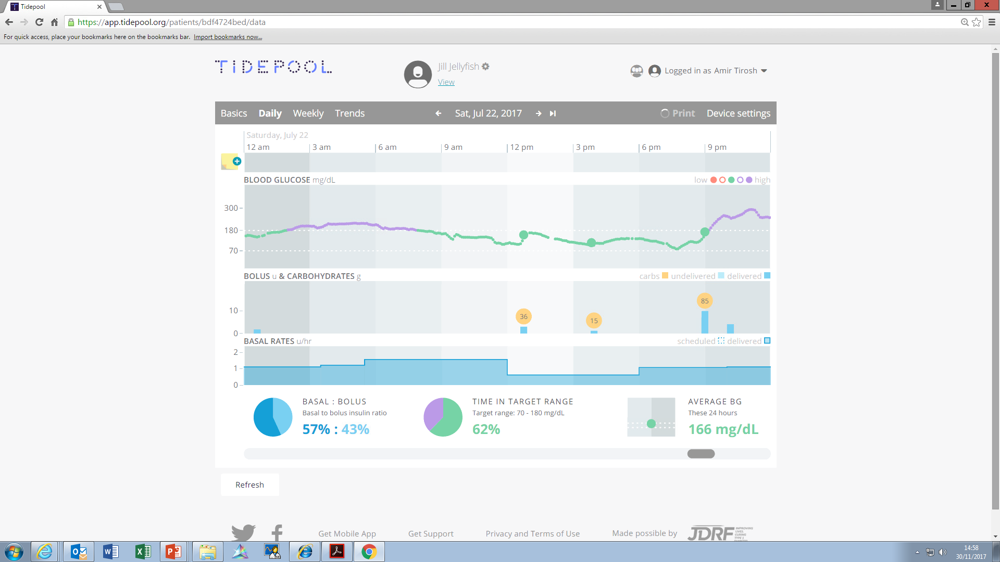 Tidepool
https://app.tidepool.org/patients/bdf4724bed/data
For quick access, place your bookmarks here on the bookmarks bar. Import bookmarks now...
TIDEPOOL
Jill Jellyfish
View
Logged in as Amir Tirosh
Basics Daily Weekly Trends Sat, Jul 22, 2017 Print Device settings
Saturday, July 22
12 am 3 am 6 am 9 am 12 pm 3 pm 6 pm 9 pm
BLOOD GLUCOSE mg/dL low high
300
180
70
BOLUS u & CARBOHYDRATES g carbs undelivered delivered
85
10
36
15
0
BASAL RATES u/hr scheduled delivered
2
1
0
BASAL : BOLUS
Basal to bolus insulin ratio
57% : 43%
TIME IN TARGET RANGE
Target range: 70 - 180 mg/dL
62%
AVERAGE BG
These 24 hours
166 mg/dL
Refresh
Get Mobile App Get Support Privacy and Terms of Use Made possible by JDRF IMPROVING
LIVES.
CURING
TYPE 1
14:58
30/11/2017